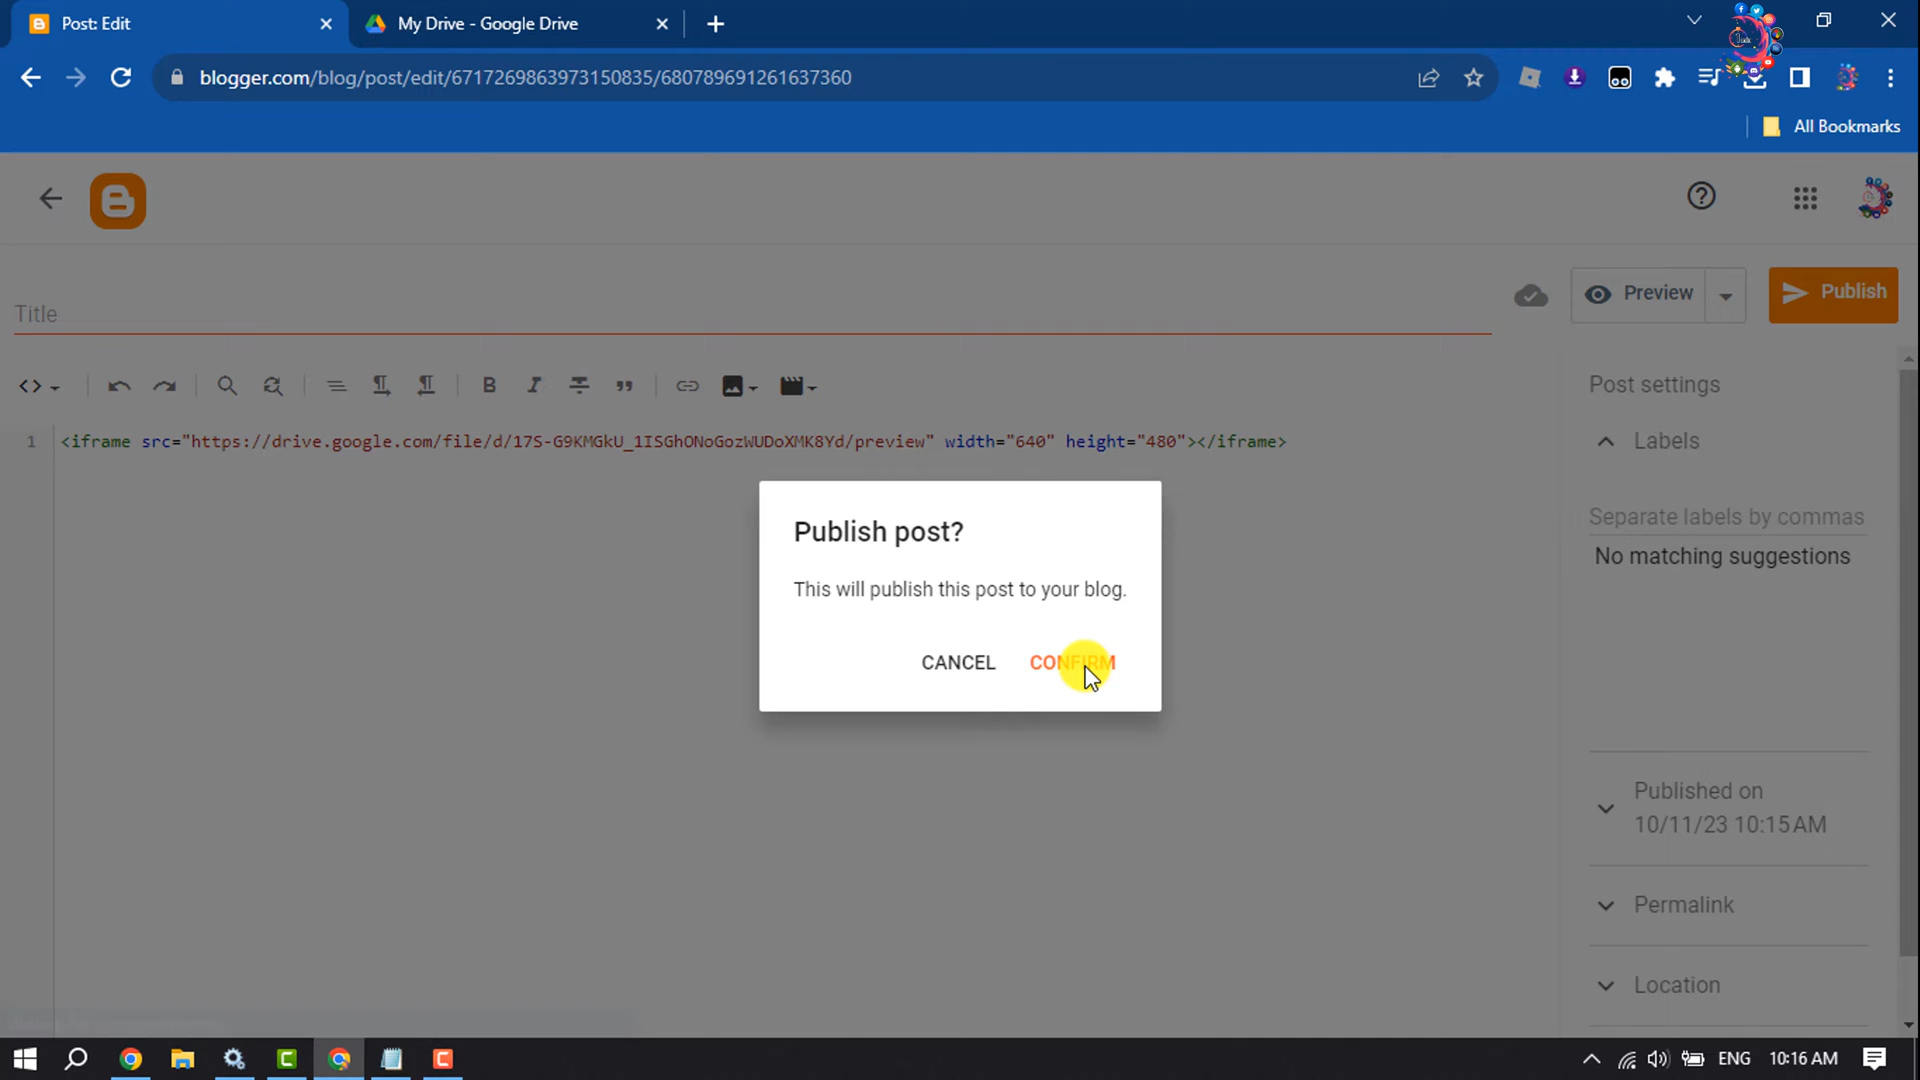 Post: Edit
My Drive - Google Drive
blogger.com/blog/post/edit/6717269863973150835/680789691261637360
All Bookmarks
Title
Preview
Publish
1 <iframe src="https://drive.google.com/file/d/17S-G9KMGkU_1ISGhONoGozWUDoXMK8Yd/preview" width="640" height="480"></iframe>
Post settings
Labels
Separate labels by commas
No matching suggestions
Publish post?
This will publish this post to your blog.
CANCEL
CONFIRM
Published on
10/11/23 10:15 AM
Permalink
Location
ENG
10:16 AM